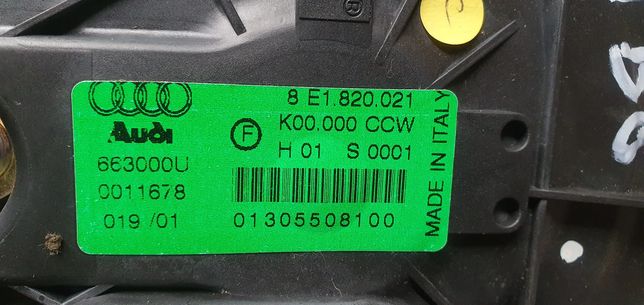 8 E1.820.021
Audi
F
K00.000 CCW
H 01 S 0001
663000U
0011678
019 /01
01305508100
MADE IN ITALY
R